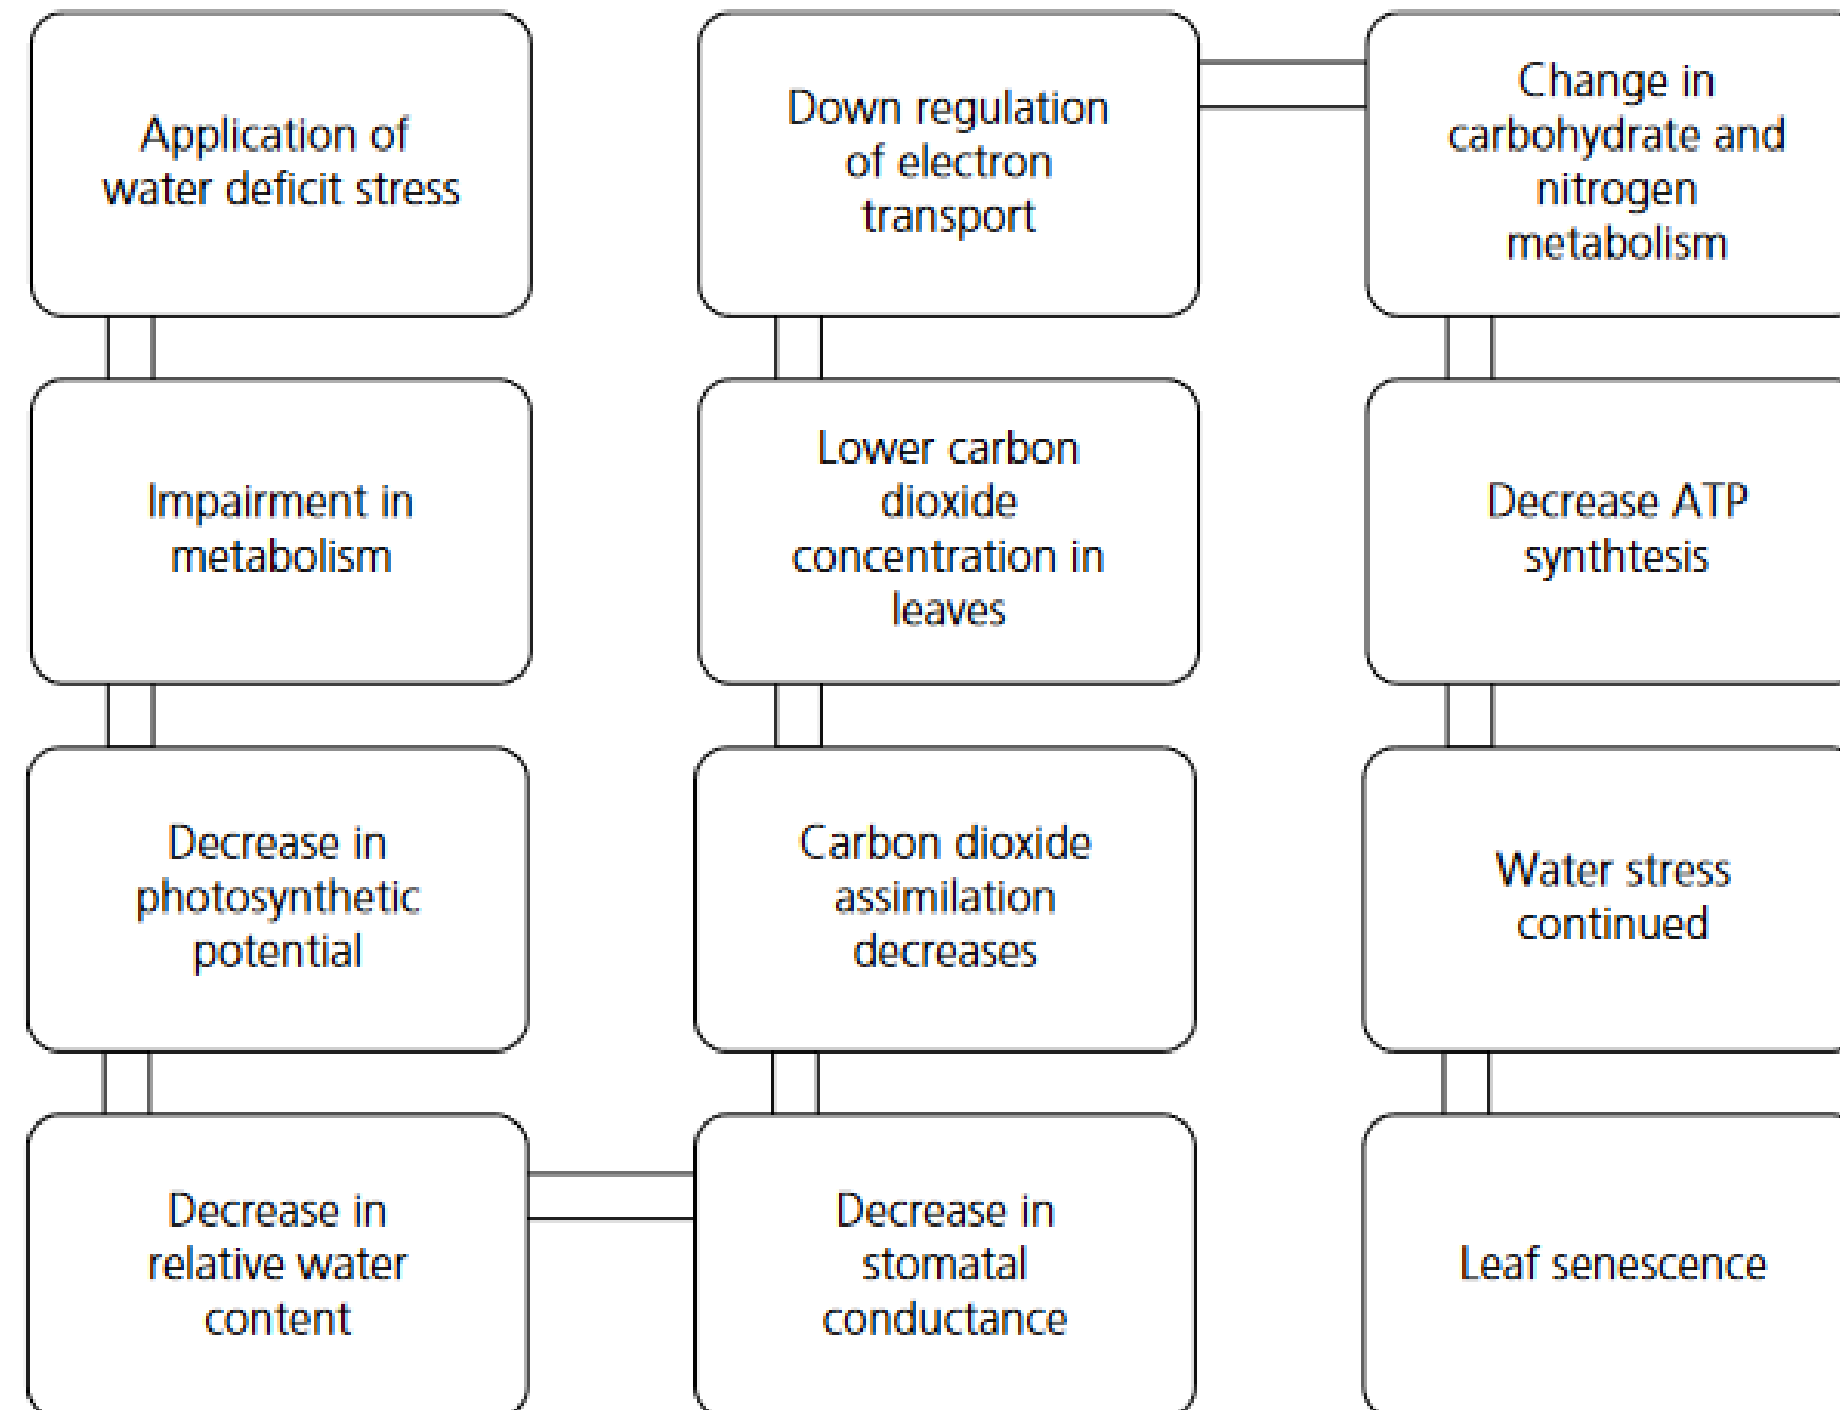 Application of
water deficit stress
Impairment in
metabolism
Decrease in
photosynthetic
potential
Decrease in
relative water
content
Decrease in
stomatal
conductance
Carbon dioxide
assimilation
decreases
Lower carbon
dioxide
concentration in
leaves
Down regulation
of electron
transport
Change in
carbohydrate and
nitrogen
metabolism
Decrease ATP
synthtesis
Water stress
continued
Leaf senescence